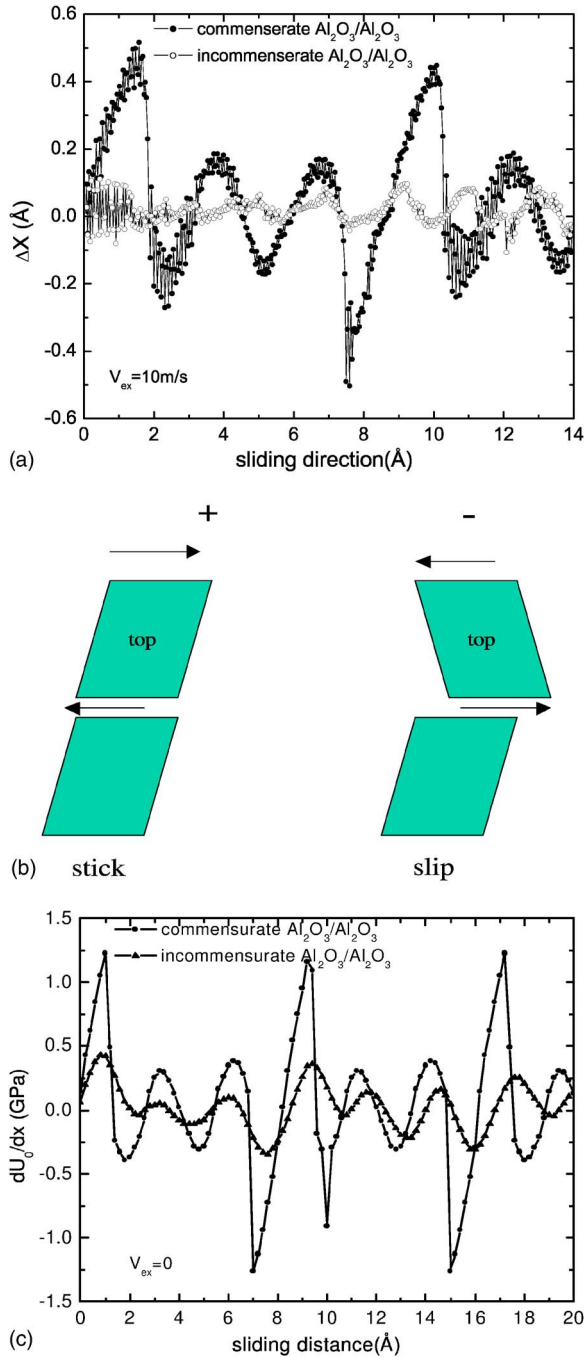 commenserate Al₂O₃/Al₂O₃
incommenserate Al₂O₃/Al₂O₃
0.6
0.4
0.2
0.0
-0.2
-0.4
-0.6
ΔX (Å)
V_ex=10m/s
0 2 4 6 8 10 12 14
sliding direction(Å)
(a)
+ -
top top
stick slip
(b)
commensurate Al₂O₃/Al₂O₃
incommensurate Al₂O₃/Al₂O₃
1.5
1.0
0.5
0.0
-0.5
-1.0
-1.5
dU₀/dx (GPa)
V_ex=0
0 2 4 6 8 10 12 14 16 18 20
sliding distance(Å)
(c)